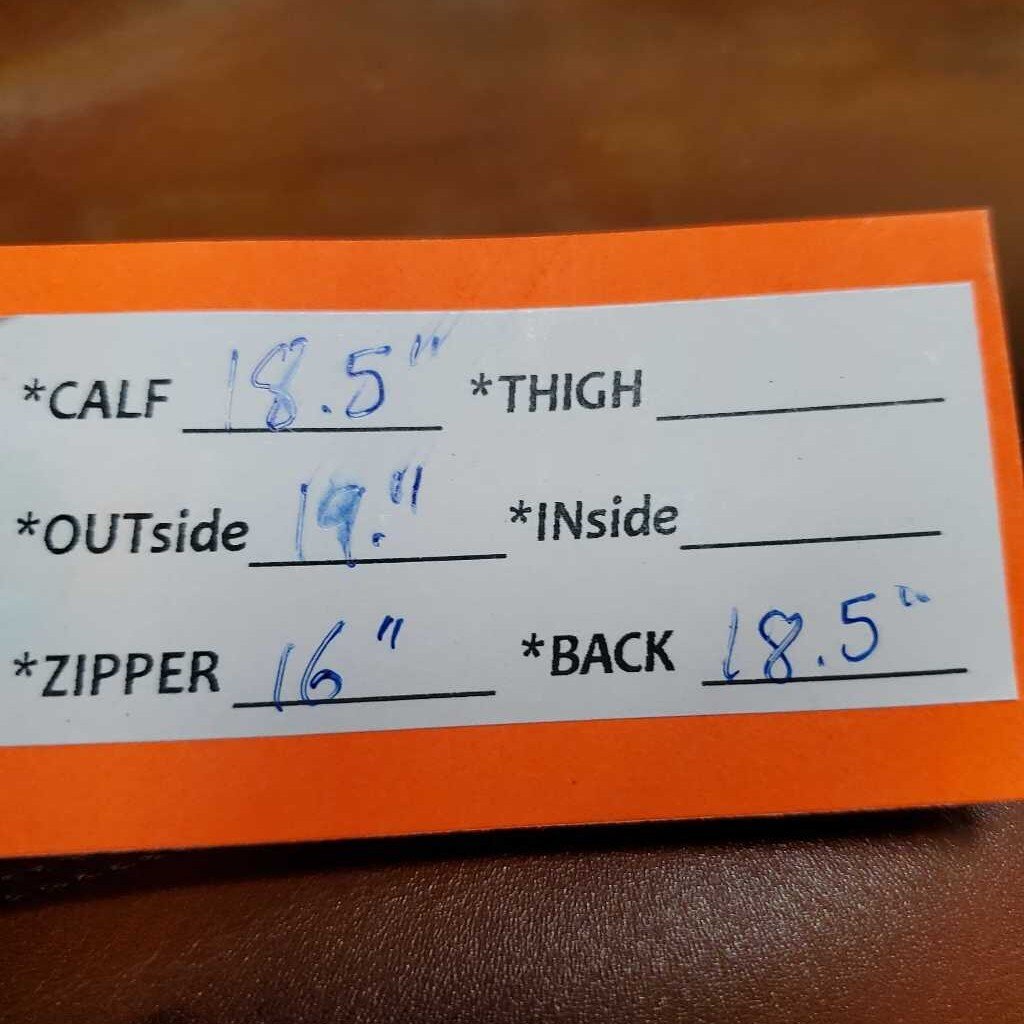 *CALF 18.5" *THIGH
*OUTside 19." *INside
*ZIPPER 16" *BACK 18.5"